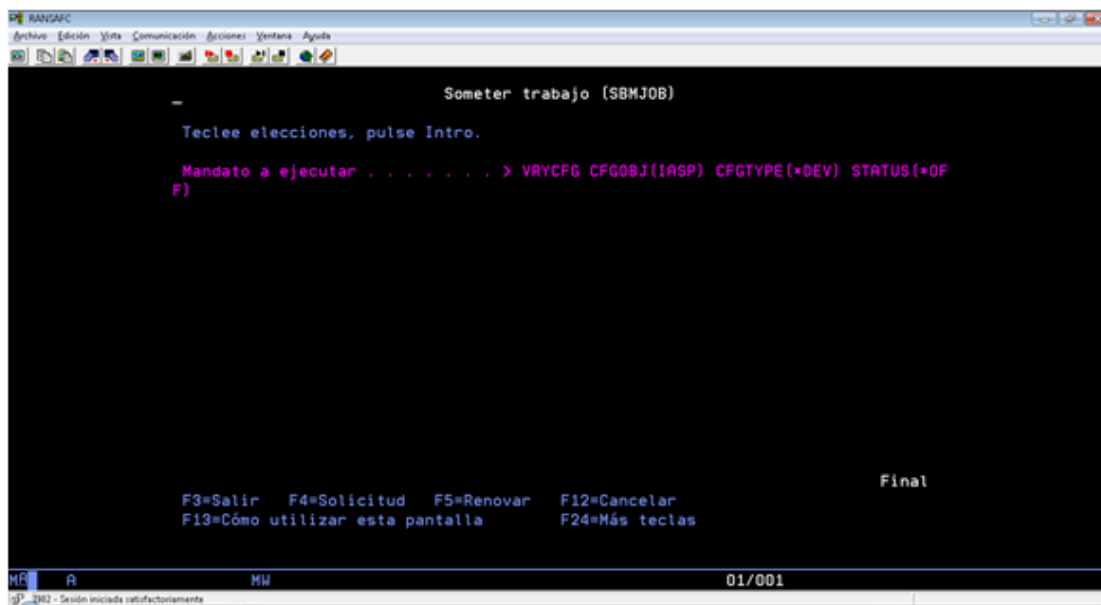 RANSAFC
Archivo Edición Vista Comunicación Acciones Ventana Ayuda
Someter trabajo (SBMJOB)
Teclee elecciones, pulse Intro.
Mandato a ejecutar . . . . . . . > VRYCFG CFGOBJ(IASP) CFGTYPE(*DEV) STATUS(*OF
F)
Final
F3=Salir F4=Solicitud F5=Renovar F12=Cancelar
F13=Cómo utilizar esta pantalla F24=Más teclas
MA A MW 01/001
2902 - Sesión iniciada satisfactoriamente